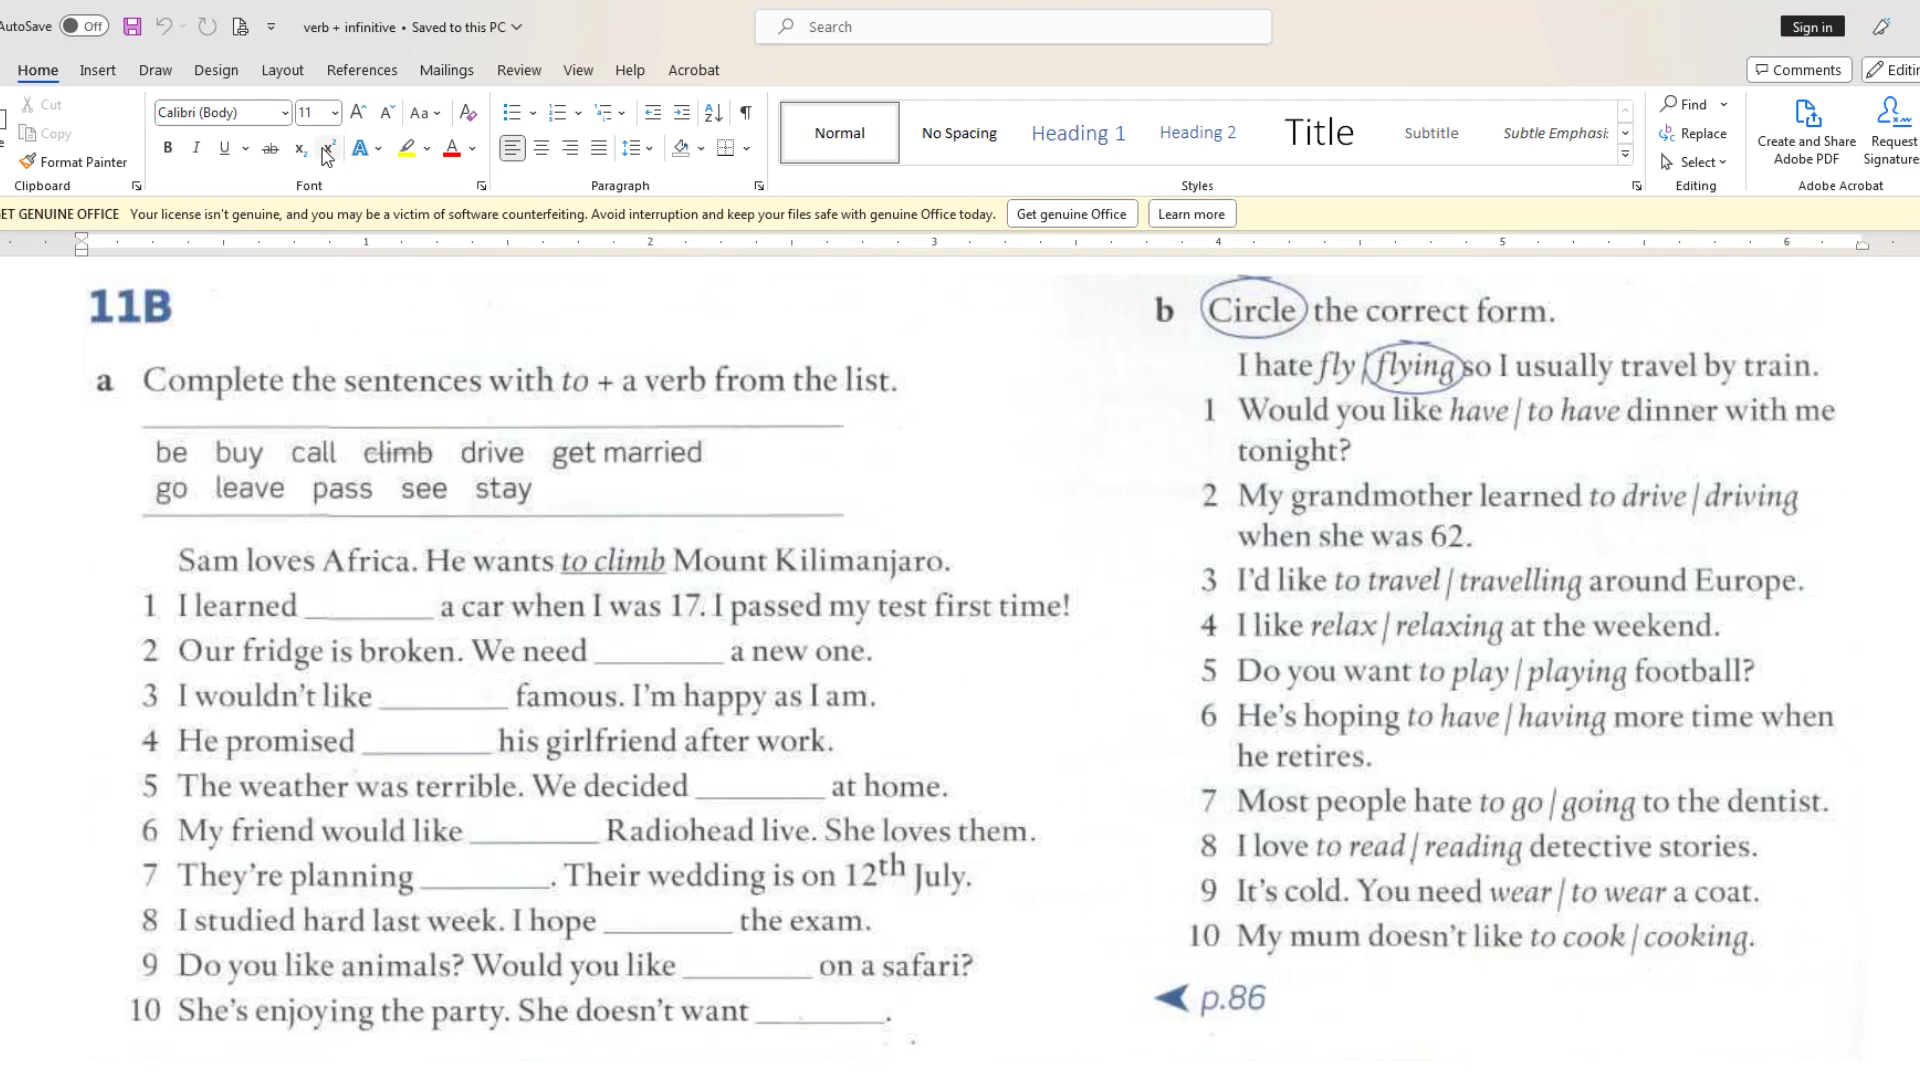 AutoSave Off verb + infinitive • Saved to this PC Search Sign in
Home Insert Draw Design Layout References Mailings Review View Help Acrobat Comments
Cut
Copy
Format Painter
Clipboard
Calibri (Body) 11 Aa
B I U ab x₂ x² A A
Font
Paragraph
Normal No Spacing Heading 1 Heading 2 Title Subtitle Subtle Emphasis
Styles
Find
Replace
Select
Editing
Create and Share
Adobe PDF
Request
Signature
Adobe Acrobat
ET GENUINE OFFICE Your license isn't genuine, and you may be a victim of software counterfeiting. Avoid interruption and keep your files safe with genuine Office today. Get genuine Office Learn more
1 2 3 4 5 6
11B
a Complete the sentences with to + a verb from the list.
be buy call climb drive get married
go leave pass see stay
Sam loves Africa. He wants to climb Mount Kilimanjaro.
1 I learned ________ a car when I was 17. I passed my test first time!
2 Our fridge is broken. We need ________ a new one.
3 I wouldn't like ________ famous. I'm happy as I am.
4 He promised ________ his girlfriend after work.
5 The weather was terrible. We decided ________ at home.
6 My friend would like ________ Radiohead live. She loves them.
7 They're planning ________. Their wedding is on 12th July.
8 I studied hard last week. I hope ________ the exam.
9 Do you like animals? Would you like ________ on a safari?
10 She's enjoying the party. She doesn't want ________.
b Circle the correct form.
I hate fly / flying so I usually travel by train.
1 Would you like have / to have dinner with me
tonight?
2 My grandmother learned to drive / driving
when she was 62.
3 I'd like to travel / travelling around Europe.
4 I like relax / relaxing at the weekend.
5 Do you want to play / playing football?
6 He's hoping to have / having more time when
he retires.
7 Most people hate to go / going to the dentist.
8 I love to read / reading detective stories.
9 It's cold. You need wear / to wear a coat.
10 My mum doesn't like to cook / cooking.
p.86